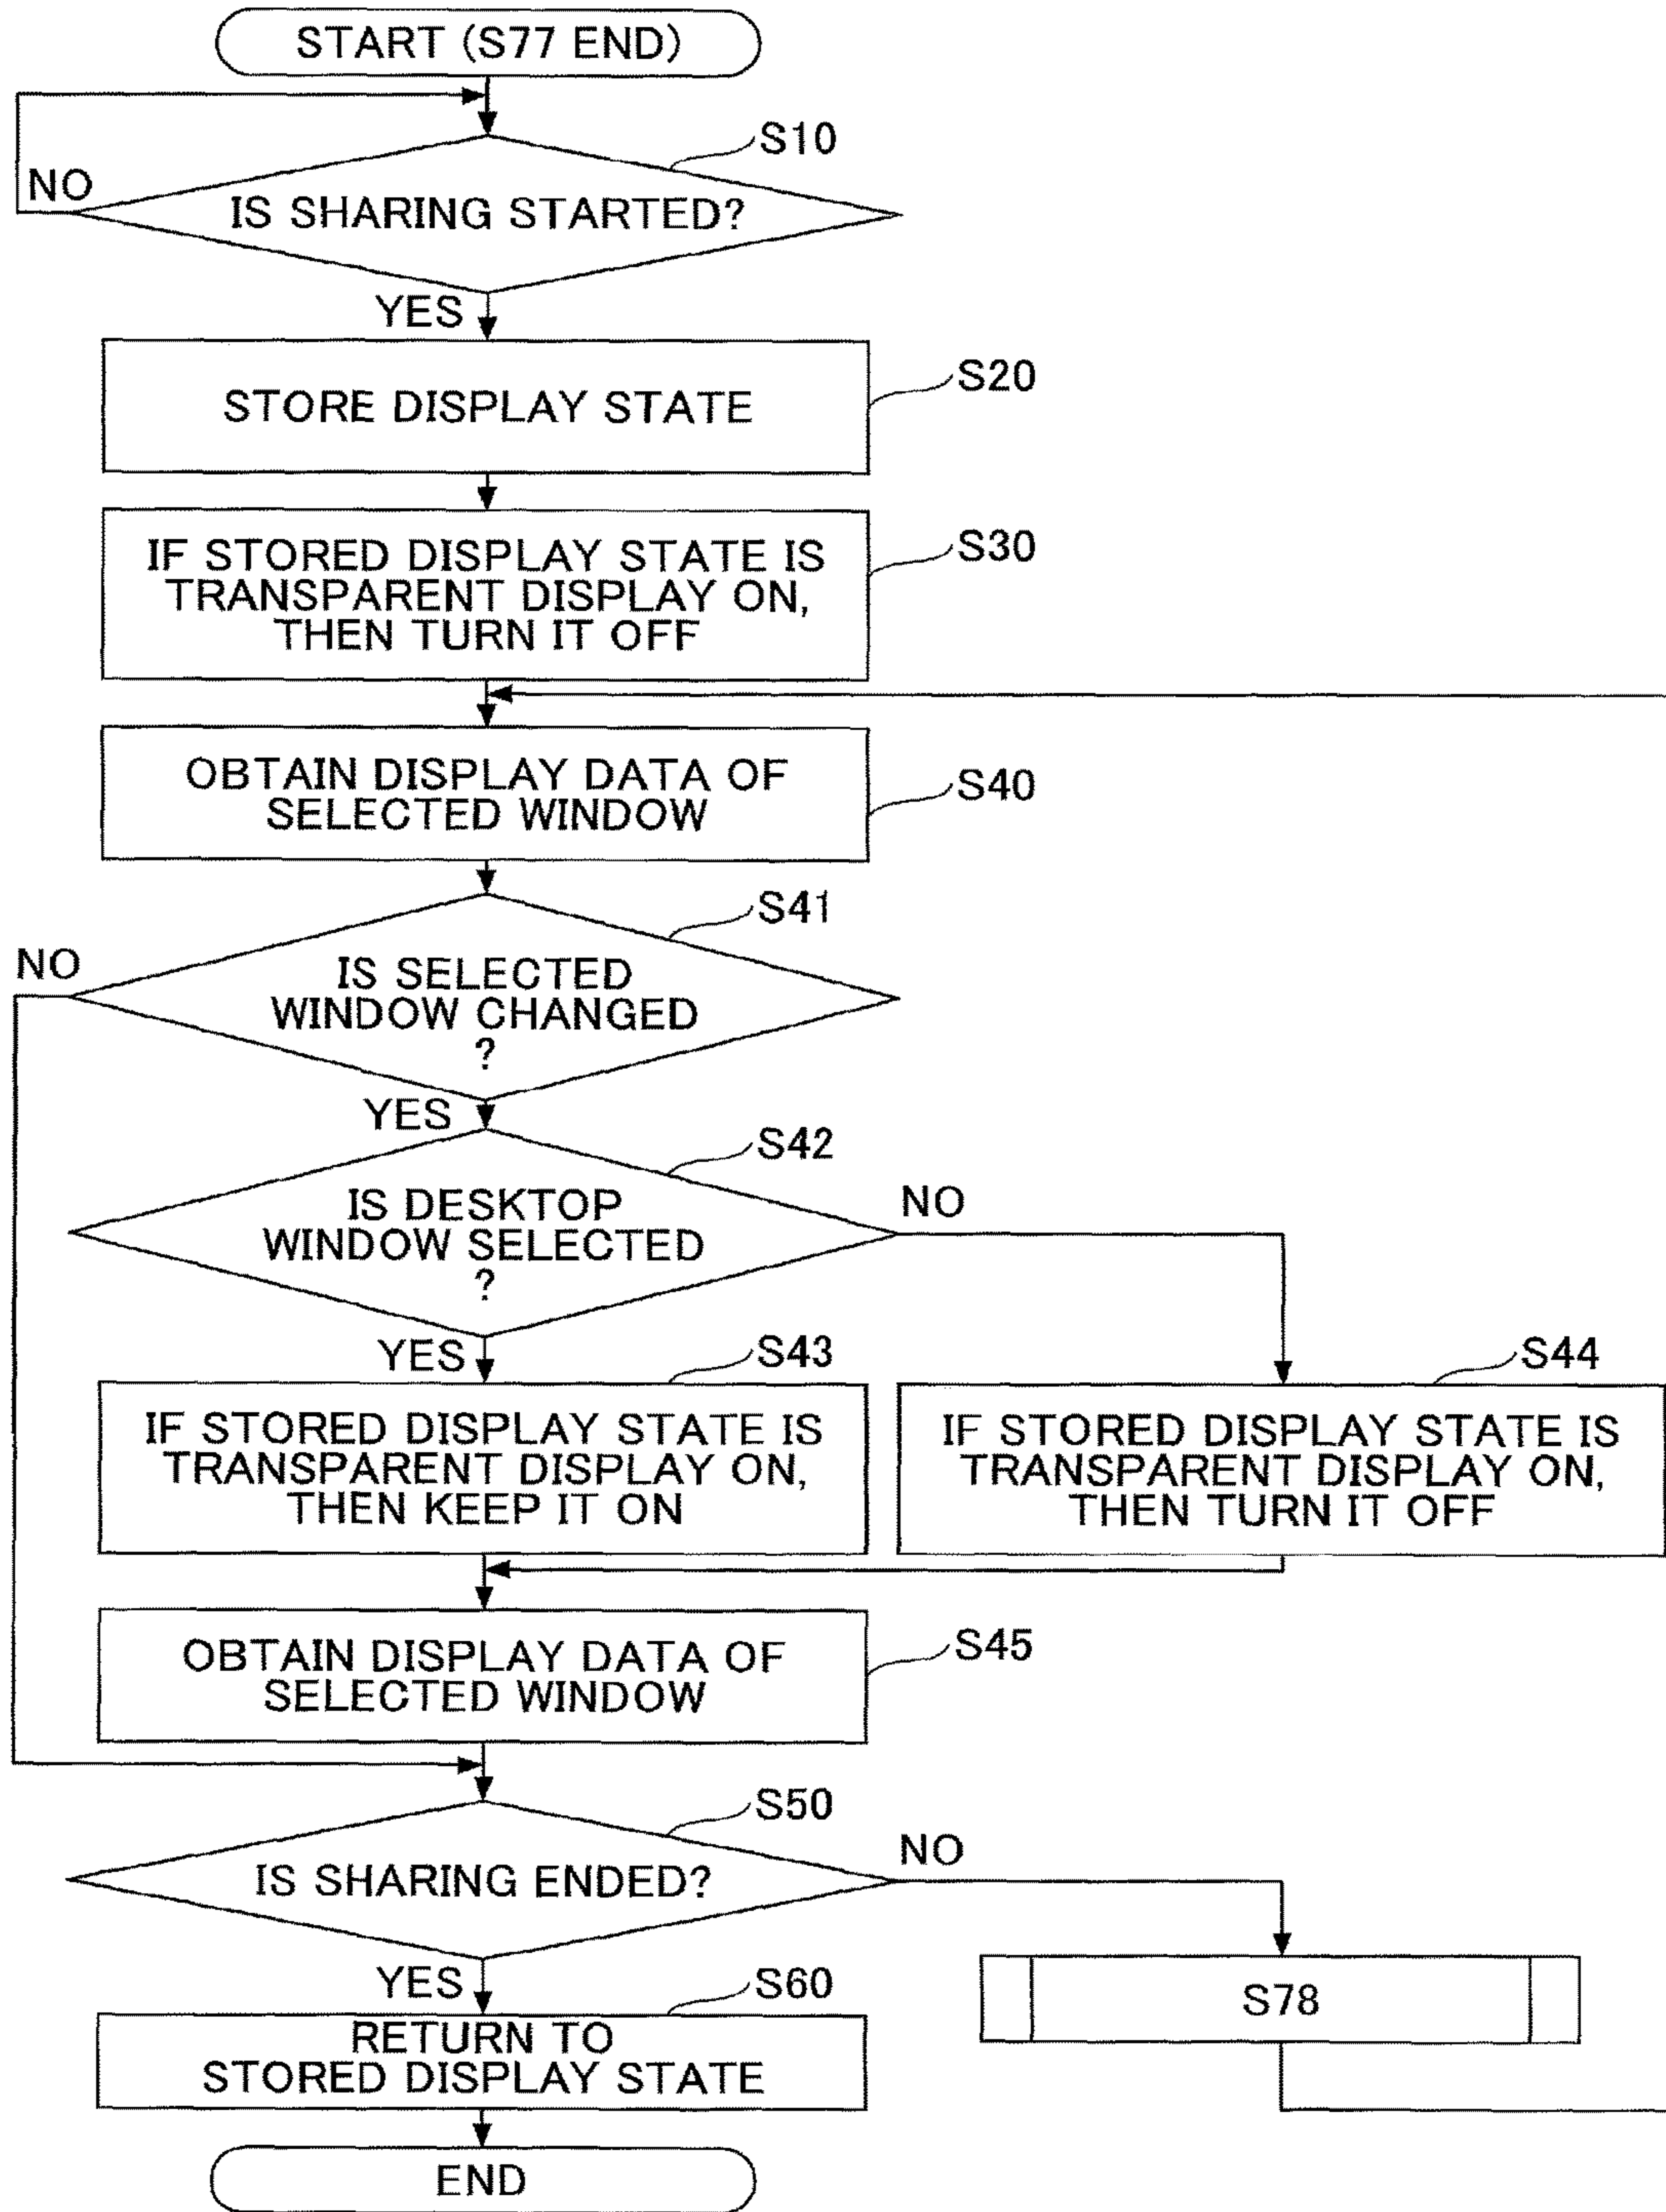 START (S77 END)
S10
NO
IS SHARING STARTED?
YES
S20
STORE DISPLAY STATE
S30
IF STORED DISPLAY STATE IS
TRANSPARENT DISPLAY ON,
THEN TURN IT OFF
S40
OBTAIN DISPLAY DATA OF
SELECTED WINDOW
S41
NO
IS SELECTED
WINDOW CHANGED
?
YES
S42
IS DESKTOP
WINDOW SELECTED
?
NO
YES
S43
IF STORED DISPLAY STATE IS
TRANSPARENT DISPLAY ON,
THEN KEEP IT ON
S44
IF STORED DISPLAY STATE IS
TRANSPARENT DISPLAY ON,
THEN TURN IT OFF
S45
OBTAIN DISPLAY DATA OF
SELECTED WINDOW
S50
IS SHARING ENDED?
NO
YES
S60
S78
RETURN TO
STORED DISPLAY STATE
END